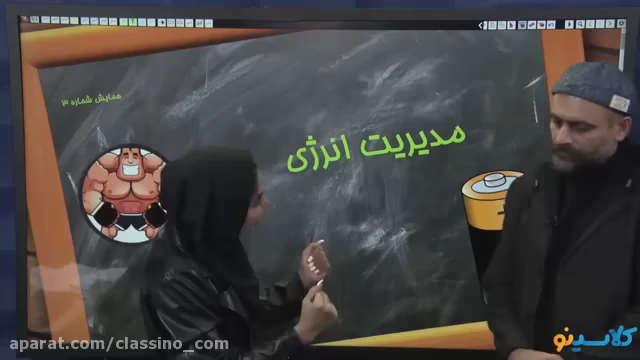 همایش شماره ۳
مدیریت انرژی
aparat.com/classino_com
کلاسینو